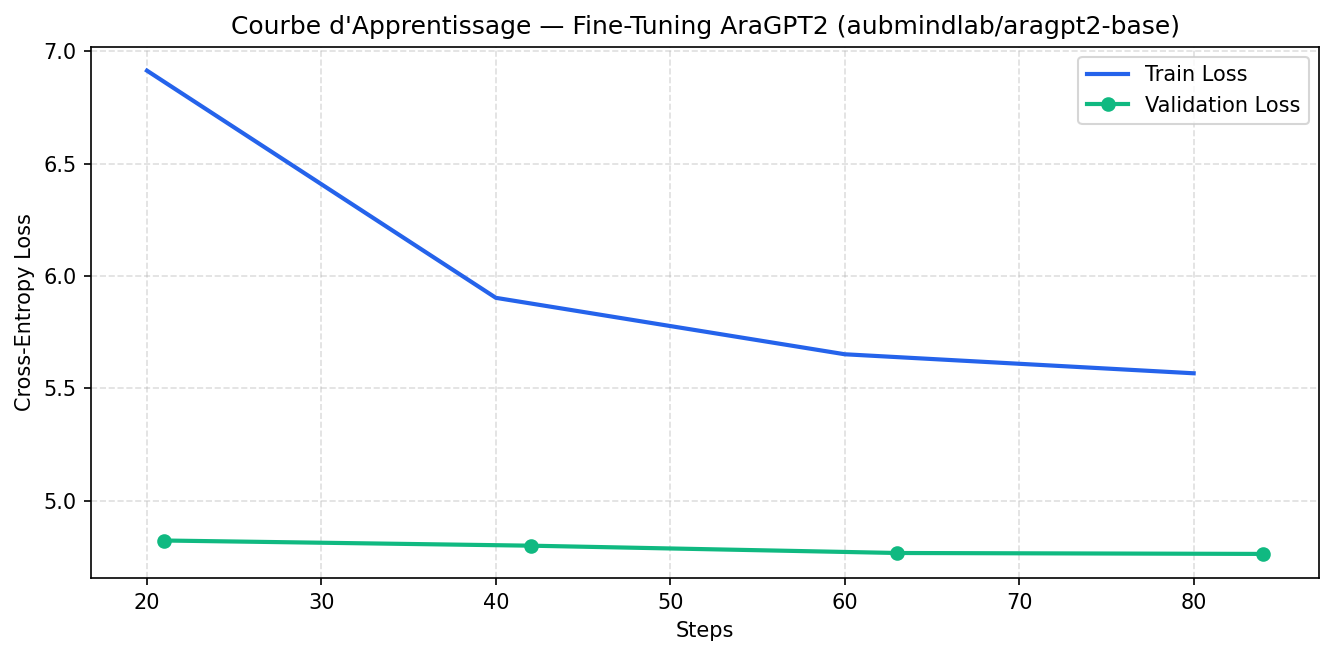 Courbe d'Apprentissage — Fine-Tuning AraGPT2 (aubmindlab/aragpt2-base)
Train Loss
Validation Loss
Cross-Entropy Loss
7.0
6.5
6.0
5.5
5.0
20 30 40 50 60 70 80
Steps